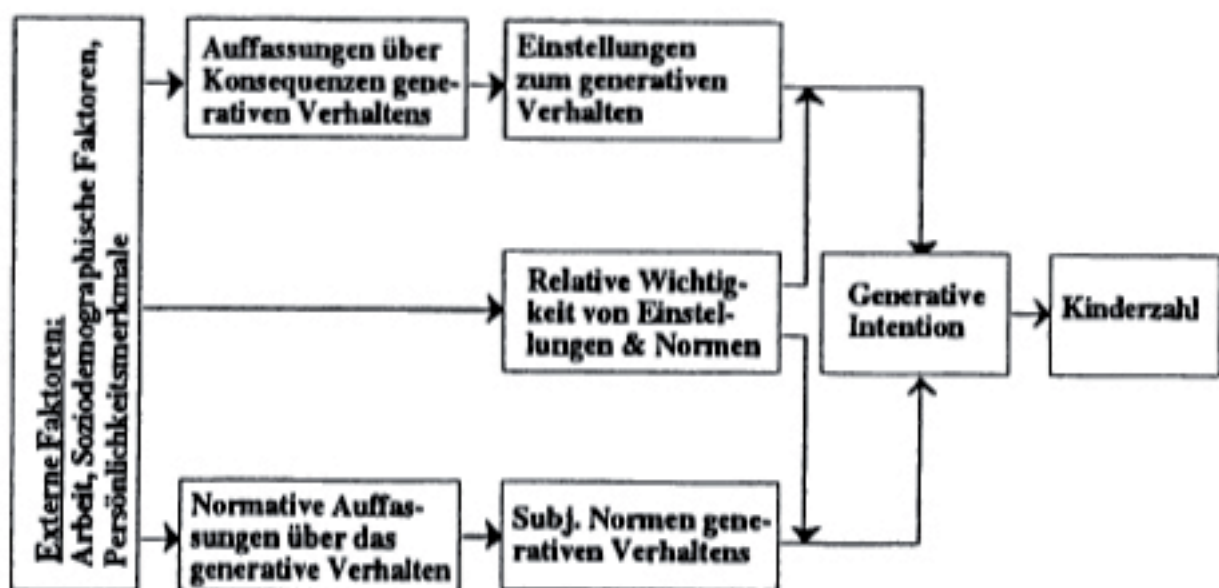 Externe Faktoren:
Arbeit, Soziodemographische Faktoren,
Persönlichkeitsmerkmale
Auffassungen über
Konsequenzen gene-
rativen Verhaltens
Einstellungen
zum generativen
Verhalten
Relative Wichtig-
keit von Einstel-
lungen & Normen
Generative
Intention
Kinderzahl
Normative Auffas-
sungen über das
generative Verhalten
Subj. Normen gene-
rativen Verhaltens